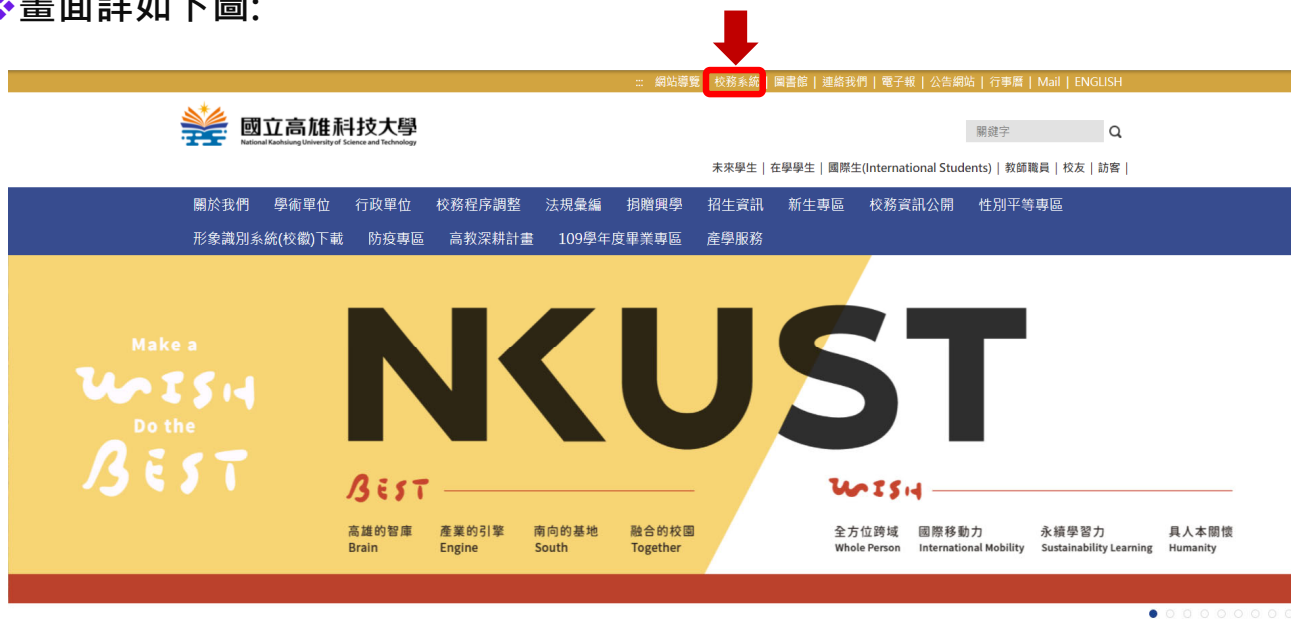 ❖畫面詳如下圖:
::: 網站導覽 | 校務系統 | 圖書館 | 連絡我們 | 電子報 | 公告網站 | 行事曆 | Mail | ENGLISH
國立高雄科技大學
National Kaohsiung University of Science and Technology
關鍵字
未來學生 | 在學學生 | 國際生(International Students) | 教師職員 | 校友 | 訪客 |
關於我們 學術單位 行政單位 校務程序調整 法規彙編 捐贈興學 招生資訊 新生專區 校務資訊公開 性別平等專區
形象識別系統(校徽)下載 防疫專區 高教深耕計畫 109學年度畢業專區 產學服務
Make a
WISH
Do the
BEST
NKUST
BEST
高雄的智庫 產業的引擎 南向的基地 融合的校園
Brain Engine South Together
WISH
全方位跨域 國際移動力 永續學習力 具人本關懷
Whole Person International Mobility Sustainability Learning Humanity